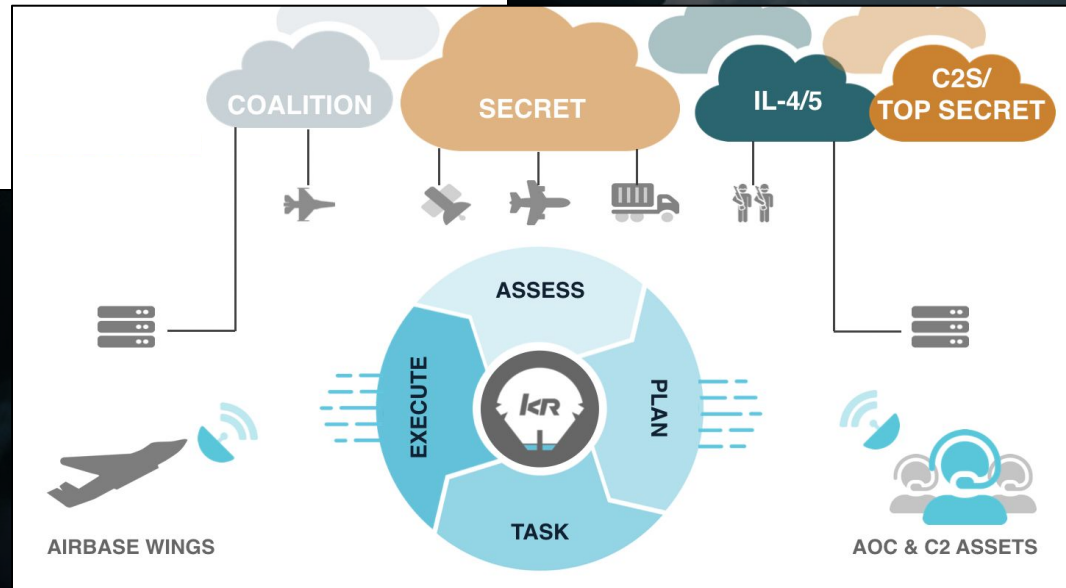 COALITION
SECRET
IL-4/5
C2S/
TOP SECRET
ASSESS
EXECUTE
kR
PLAN
TASK
AIRBASE WINGS
AOC & C2 ASSETS